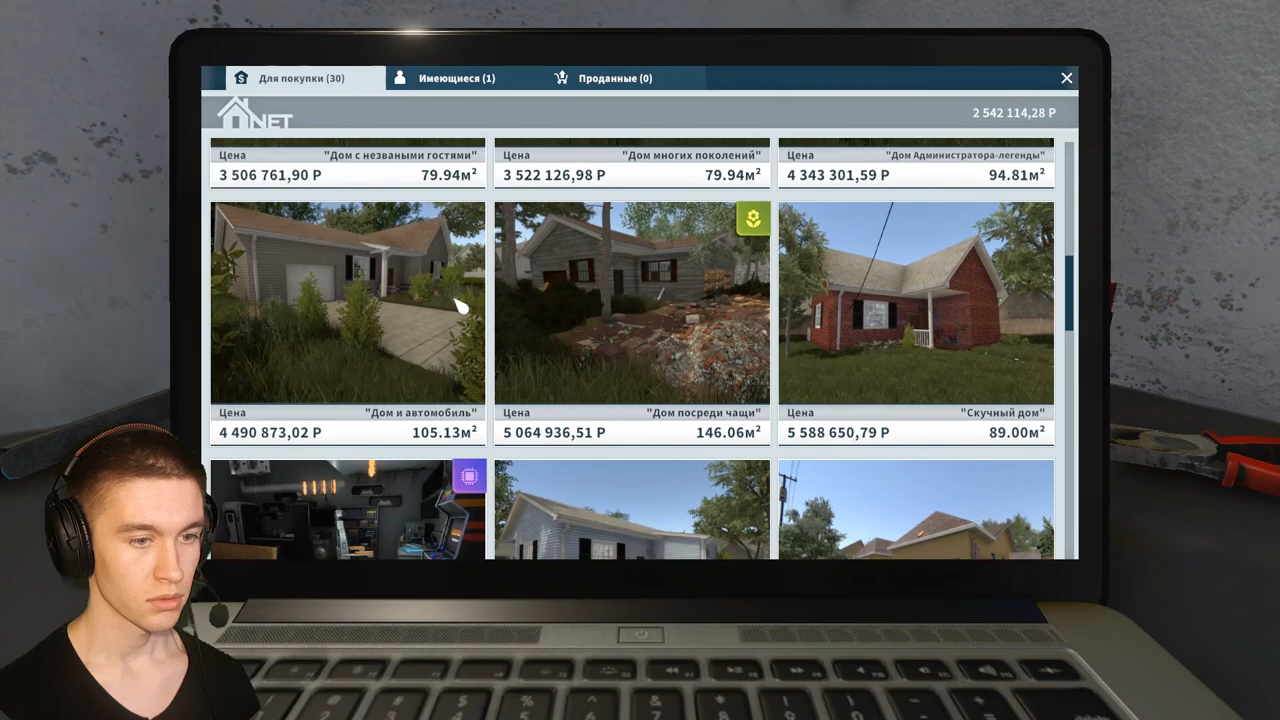 Для покупки (30)
Имеющиеся (1)
Проданные (0)
NET
2 542 114,28 Р
Цена "Дом с незваными гостями"
3 506 761,90 Р 79.94м²
Цена "Дом многих поколений"
3 522 126,98 Р 79.94м²
Цена "Дом Администратора-легенды"
4 343 301,59 Р 94.81м²
Цена "Дом и автомобиль"
4 490 873,02 Р 105.13м²
Цена "Дом посреди чащи"
5 064 936,51 Р 146.06м²
Цена "Скучный дом"
5 588 650,79 Р 89.00м²